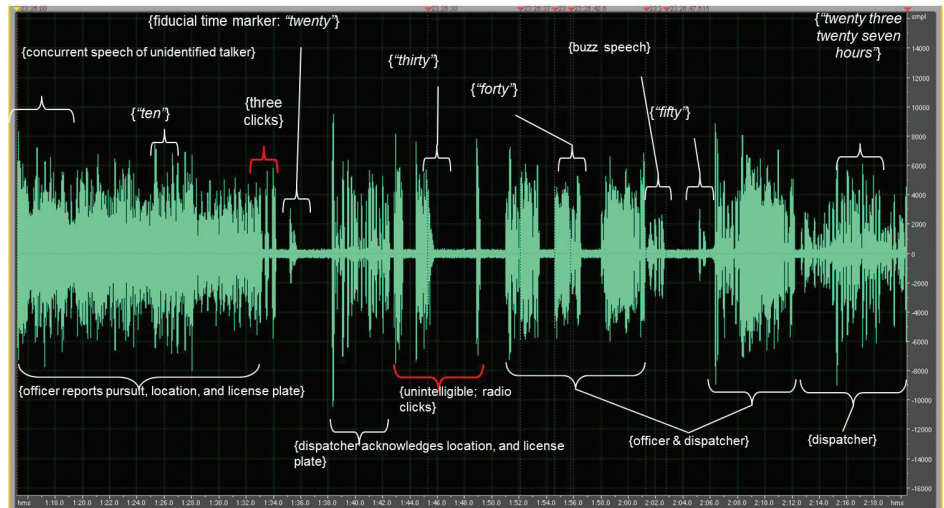 22:26:00
22:26:30
smpl
{fiducial time marker: “twenty”}
{“twenty three
twenty seven
hours”}
{concurrent speech of unidentified talker}
{buzz speech}
{“thirty”}
{“forty”}
{“ten”}
{three
clicks}
{“fifty”}
14000
12000
10000
8000
6000
4000
2000
0
-2000
-4000
-6000
-8000
-10000
-12000
-14000
-16000
{officer reports pursuit, location, and license plate}
{unintelligible; radio
clicks}
{dispatcher acknowledges location, and license
plate}
{officer & dispatcher}
{dispatcher}
hms 1:18.0 1:20.0 1:22.0 1:24.0 1:26.0 1:28.0 1:30.0 1:32.0 1:34.0 1:36.0 1:38.0 1:40.0 1:42.0 1:44.0 1:46.0 1:48.0 1:50.0 1:52.0 1:54.0 1:56.0 1:58.0 2:00.0 2:02.0 2:04.0 2:06.0 2:08.0 2:10.0 2:12.0 2:14.0 2:16.0 2:18.0 hms